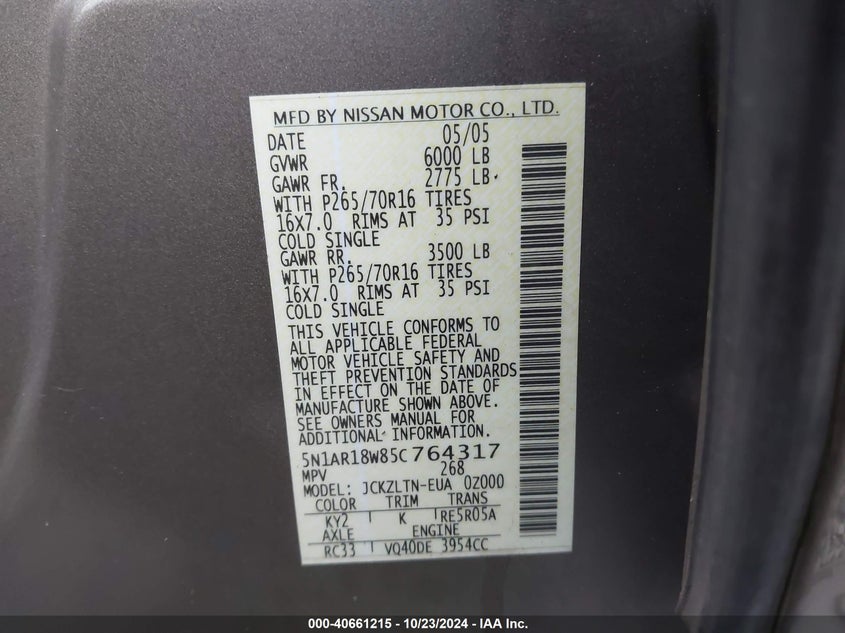 MFD BY NISSAN MOTOR CO., LTD.
DATE 05/05
GVWR 6000 LB
GAWR FR. 2775 LB
WITH P265/70R16 TIRES
16X7.0 RIMS AT 35 PSI
COLD SINGLE
GAWR RR. 3500 LB
WITH P265/70R16 TIRES
16X7.0 RIMS AT 35 PSI
COLD SINGLE
THIS VEHICLE CONFORMS TO
ALL APPLICABLE FEDERAL
MOTOR VEHICLE SAFETY AND
THEFT PREVENTION STANDARDS
IN EFFECT ON THE DATE OF
MANUFACTURE SHOWN ABOVE.
SEE OWNERS MANUAL FOR
ADDITIONAL INFORMATION.
5N1AR18W85C764317
MPV 268
MODEL: JCKZLTN-EUA 0Z000
COLOR TRIM TRANS
KY2 K RE5R05A
AXLE ENGINE
RC33 VQ40DE 3954CC
000-40661215 - 10/23/2024 - IAA Inc.